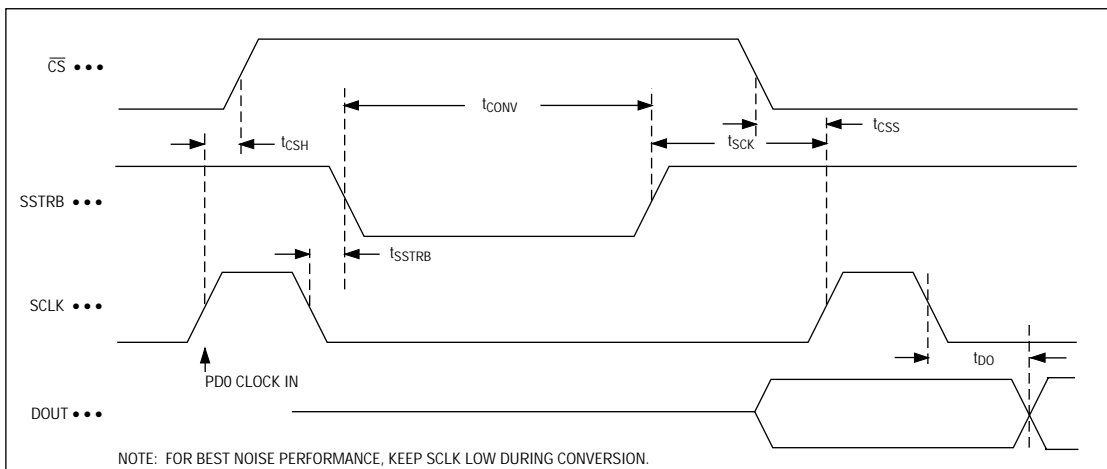 CS •••
tCONV
tCSS
tCSH
tSCK
SSTRB •••
tSSTRB
SCLK •••
PD0 CLOCK IN
tDO
DOUT •••
NOTE: FOR BEST NOISE PERFORMANCE, KEEP SCLK LOW DURING CONVERSION.